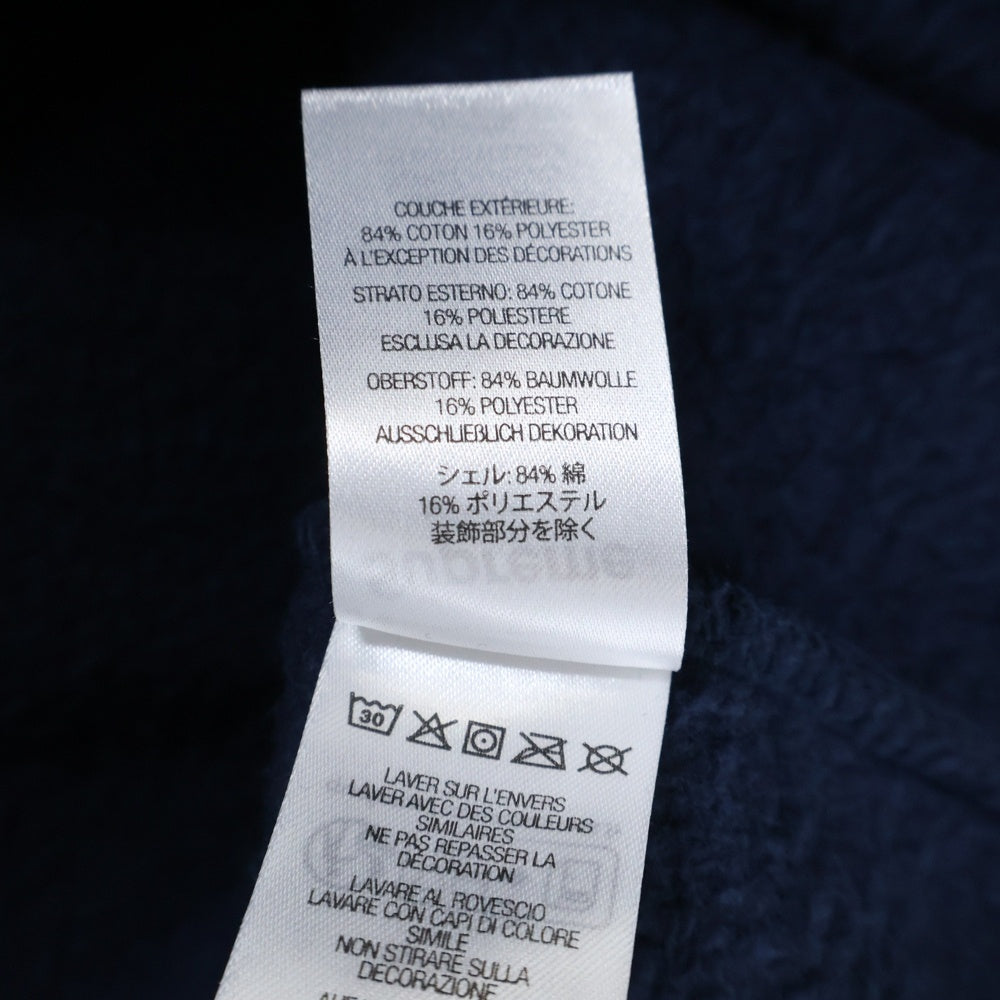 COUCHE EXTÉRIEURE:
84% COTON 16% POLYESTER
À L'EXCEPTION DES DÉCORATIONS
STRATO ESTERNO: 84% COTONE
16% POLIESTERE
ESCLUSA LA DECORAZIONE
OBERSTOFF: 84% BAUMWOLLE
16% POLYESTER
AUSSCHLIEßLICH DEKORATION
シェル: 84% 綿
16% ポリエステル
装飾部分を除く
30
LAVER SUR L'ENVERS
LAVER AVEC DES COULEURS
SIMILAIRES
NE PAS REPASSER LA
DÉCORATION
LAVARE AL ROVESCIO
LAVARE CON CAPI DI COLORE
SIMILE
NON STIRARE SULLA
DECORAZIONE